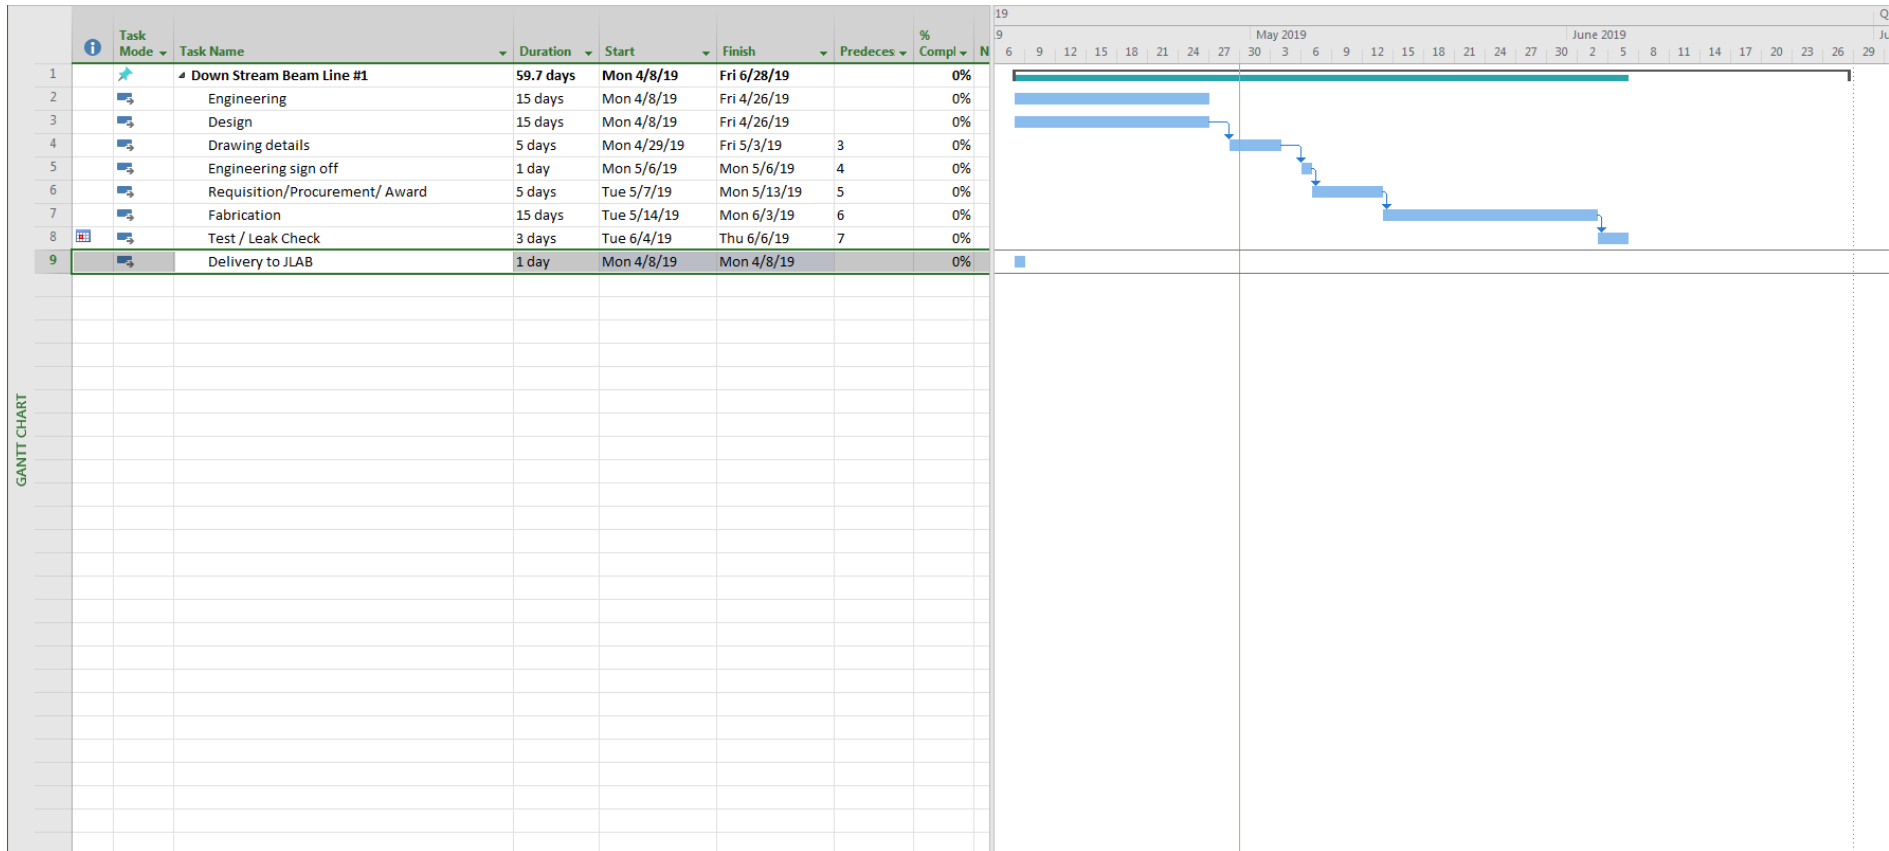 19 Q
Task %
Mode Task Name Duration Start Finish Predeces Compl N
9 May 2019 June 2019 Ju
6 9 12 15 18 21 24 27 30 3 6 9 12 15 18 21 24 27 30 2 5 8 11 14 17 20 23 26 29
1 Down Stream Beam Line #1 59.7 days Mon 4/8/19 Fri 6/28/19 0%
2 Engineering 15 days Mon 4/8/19 Fri 4/26/19 0%
3 Design 15 days Mon 4/8/19 Fri 4/26/19 0%
4 Drawing details 5 days Mon 4/29/19 Fri 5/3/19 3 0%
5 Engineering sign off 1 day Mon 5/6/19 Mon 5/6/19 4 0%
6 Requisition/Procurement/ Award 5 days Tue 5/7/19 Mon 5/13/19 5 0%
7 Fabrication 15 days Tue 5/14/19 Mon 6/3/19 6 0%
8 Test / Leak Check 3 days Tue 6/4/19 Thu 6/6/19 7 0%
9 Delivery to JLAB 1 day Mon 4/8/19 Mon 4/8/19 0%
GANTT CHART